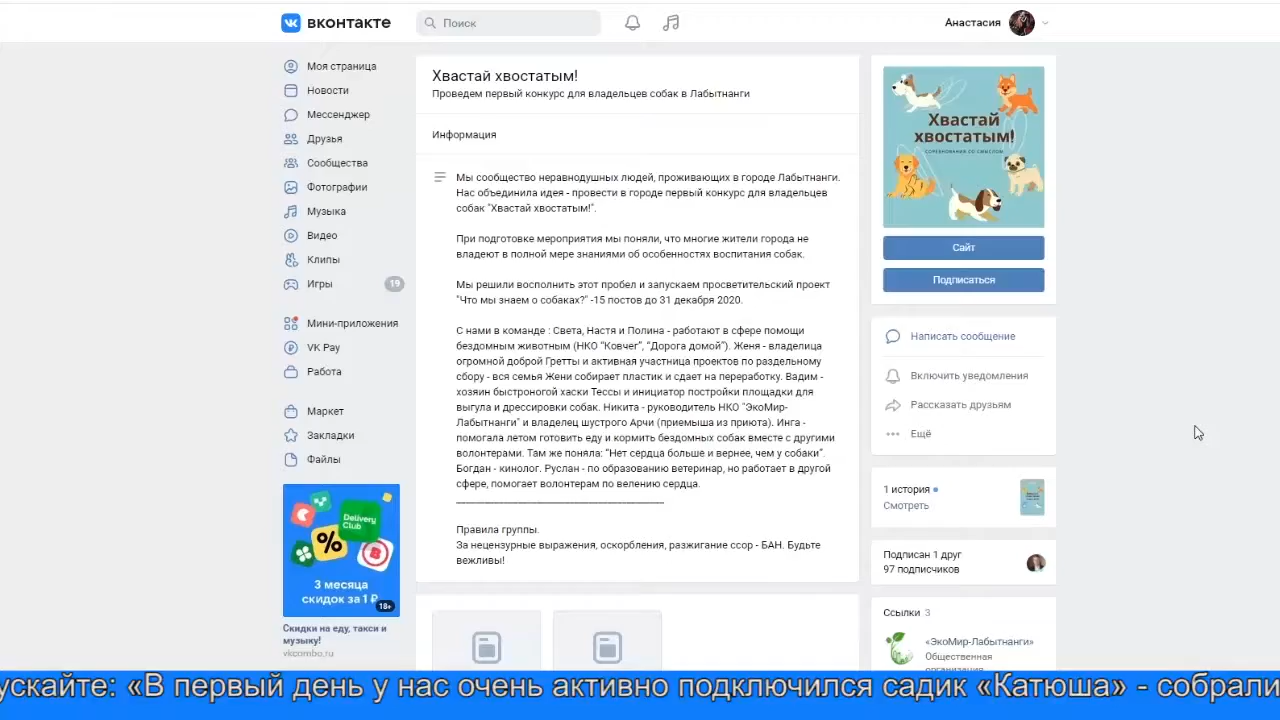 вконтакте
Поиск
Анастасия
Моя страница
Новости
Мессенджер
Друзья
Сообщества
Фотографии
Музыка
Видео
Клипы
Игры
19
Мини-приложения
VK Pay
Работа
Маркет
Закладки
Файлы
Delivery
Club
%
3 месяца
скидок за 1 ₽
18+
Скидки на еду, такси и
музыку!
vkcombo.ru
Хвастай хвостатым!
Проведем первый конкурс для владельцев собак в Лабытнанги
Информация
Мы сообщество неравнодушных людей, проживающих в городе Лабытнанги.
Нас объединила идея - провести в городе первый конкурс для владельцев
собак "Хвастай хвостатым!".
При подготовке мероприятия мы поняли, что многие жители города не
владеют в полной мере знаниями об особенностях воспитания собак.
Мы решили восполнить этот пробел и запускаем просветительский проект
"Что мы знаем о собаках?" -15 постов до 31 декабря 2020.
С нами в команде : Света, Настя и Полина - работают в сфере помощи
бездомным животным (НКО “Ковчег”, “Дорога домой”). Женя - владелица
огромной доброй Гретты и активная участница проектов по раздельному
сбору - вся семья Жени собирает пластик и сдает на переработку. Вадим -
хозяин быстроногой хаски Тессы и инициатор постройки площадки для
выгула и дрессировки собак. Никита - руководитель НКО "ЭкоМир-
Лабытнанги" и владелец шустрого Арчи (приемыша из приюта). Инга -
помогала летом готовить еду и кормить бездомных собак вместе с другими
волонтерами. Там же поняла: “Нет сердца больше и вернее, чем у собаки”.
Богдан - кинолог. Руслан - по образованию ветеринар, но работает в другой
сфере, помогает волонтерам по велению сердца.
Правила группы.
За нецензурные выражения, оскорбления, разжигание ссор - БАН. Будьте
вежливы!
Хвастай
хвостатым!
СОРЕВНОВАНИЕ СО СМЫСЛОМ
Сайт
Подписаться
Написать сообщение
Включить уведомления
Рассказать друзьям
Ещё
1 история
Смотреть
Подписан 1 друг
97 подписчиков
Ссылки 3
«ЭкоМир-Лабытнанги»
Общественная
организация
ускайте: «В первый день у нас очень активно подключился садик «Катюша» - собрали